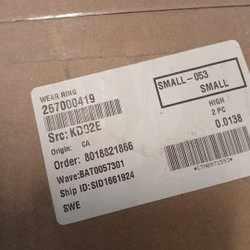 WEAR RING
267000419
SMALL-053
SMALL
Src: KD02E
HIGH
2 PC
Origin: CA
0.0138
Order: 8018821866
Wave: BAT0057301
Ship ID: SID1661924
SWE